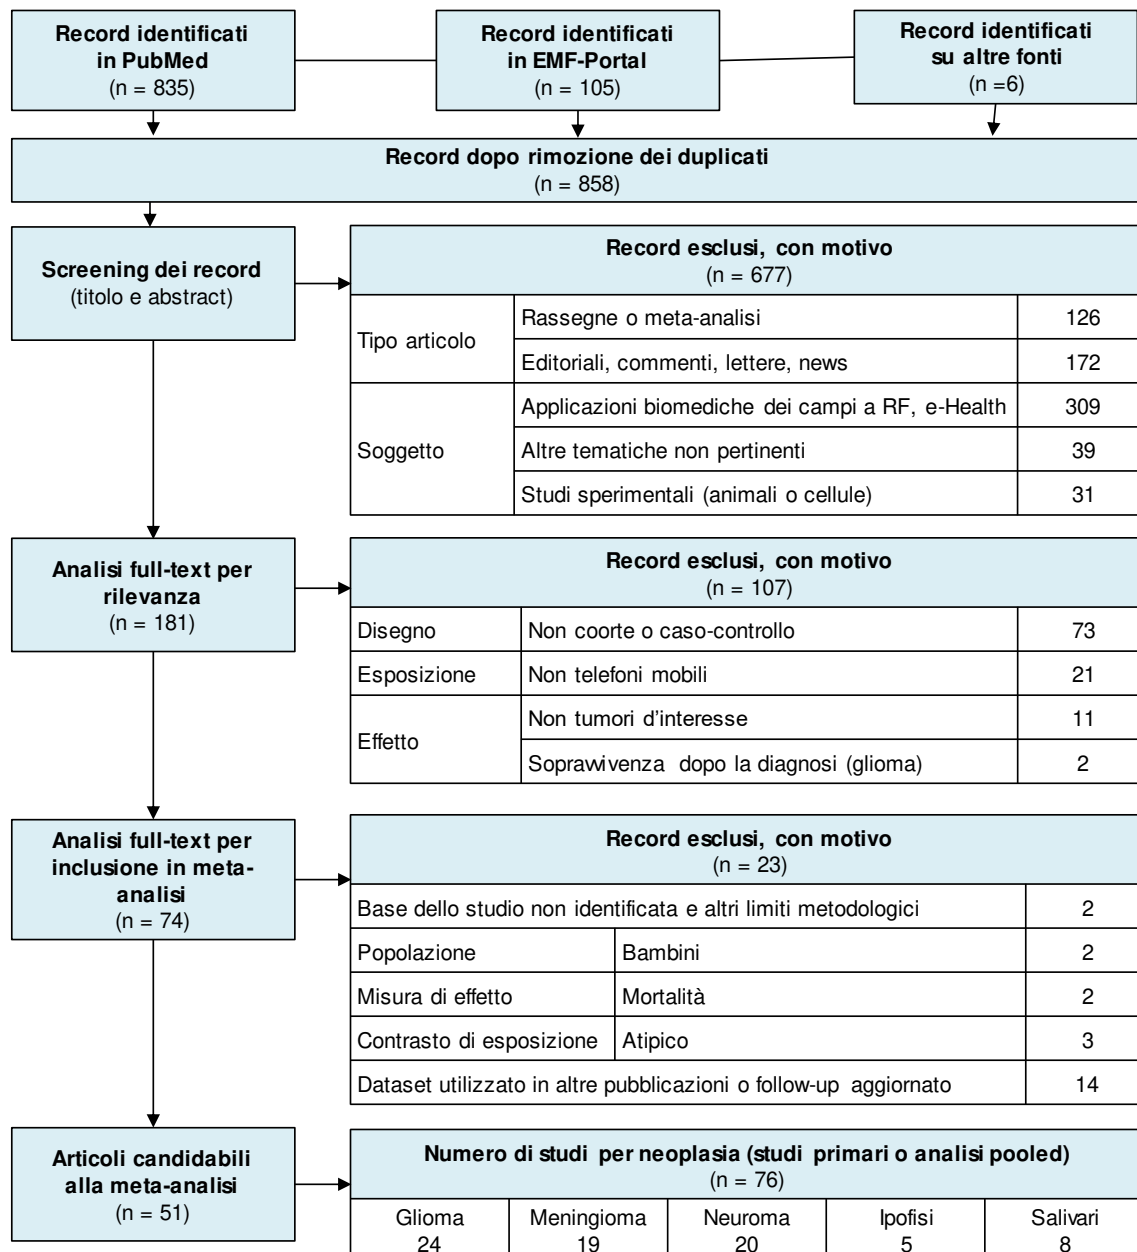 Record identificati
in PubMed
(n = 835)
Record identificati
in EMF-Portal
(n = 105)
Record identificati
su altre fonti
(n =6)
Record dopo rimozione dei duplicati
(n = 858)
Screening dei record
(titolo e abstract)
Record esclusi, con motivo
(n = 677)
Tipo articolo
Rassegne o meta-analisi
126
Editoriali, commenti, lettere, news
172
Soggetto
Applicazioni biomediche dei campi a RF, e-Health
309
Altre tematiche non pertinenti
39
Studi sperimentali (animali o cellule)
31
Analisi full-text per
rilevanza
(n = 181)
Record esclusi, con motivo
(n = 107)
Disegno
Non coorte o caso-controllo
73
Esposizione
Non telefoni mobili
21
Effetto
Non tumori d'interesse
11
Sopravvivenza dopo la diagnosi (glioma)
2
Analisi full-text per
inclusione in meta-
analisi
(n = 74)
Record esclusi, con motivo
(n = 23)
Base dello studio non identificata e altri limiti metodologici
2
Popolazione
Bambini
2
Misura di effetto
Mortalità
2
Contrasto di esposizione
Atipico
3
Dataset utilizzato in altre pubblicazioni o follow-up aggiornato
14
Articoli candidabili
alla meta-analisi
(n = 51)
Numero di studi per neoplasia (studi primari o analisi pooled)
(n = 76)
Glioma
24
Meningioma
19
Neuroma
20
Ipofisi
5
Salivari
8